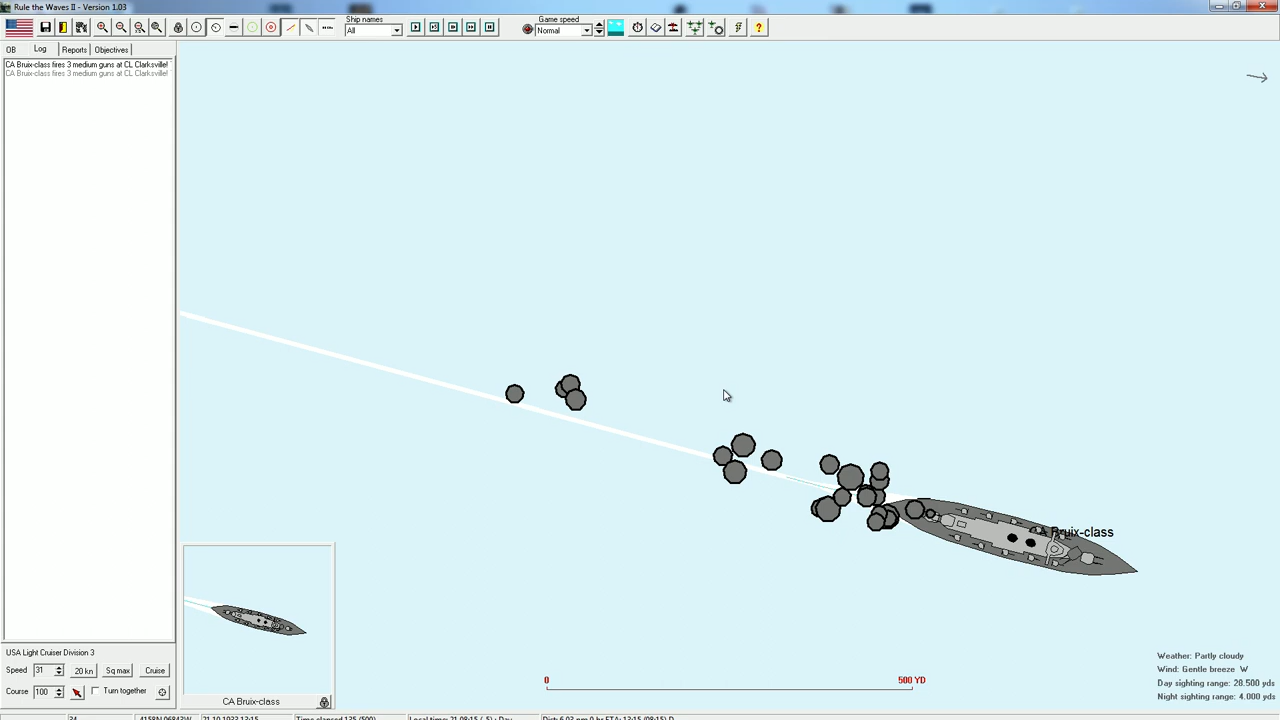 Rule the Waves II - Version 1.03
Ship names
All
Game speed
Normal
OB
Log
Reports
Objectives
CA Bruix-class fires 3 medium guns at CL Clarksville!
CA Bruix-class fires 3 medium guns at CL Clarksville!
CA Bruix-class
0
500 YD
CA Bruix-class
Weather: Partly cloudy
Wind: Gentle breeze W
Day sighting range: 28.500 yds
Night sighting range: 4.000 yds
USA Light Cruiser Division 3
Speed
31
20 kn
Sq max
Cruise
Course
100
Turn together